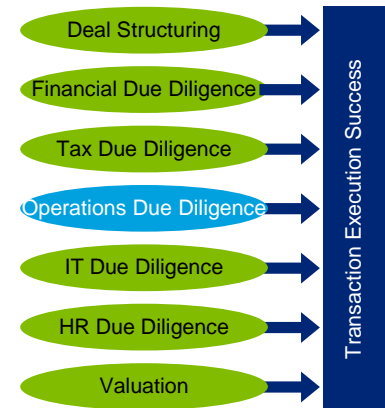 Deal Structuring
Financial Due Diligence
Tax Due Diligence
Operations Due Diligence
IT Due Diligence
HR Due Diligence
Valuation
Transaction Execution Success